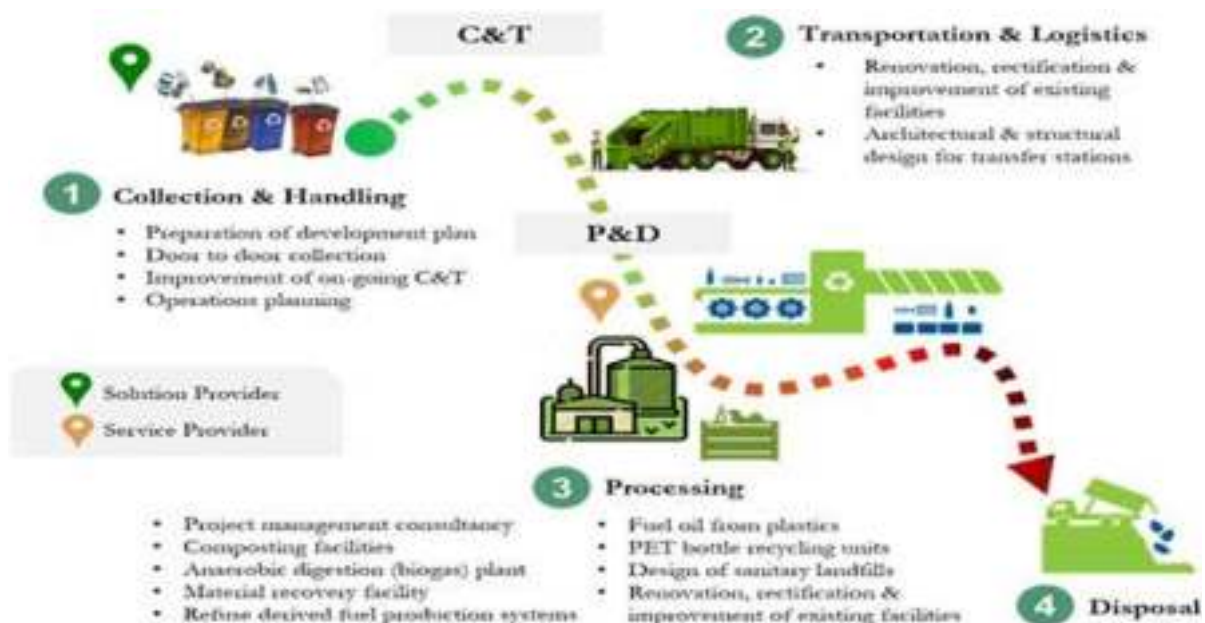 C&T
2
Transportation & Logistics
• Renovation, rectification &
improvement of existing
facilities
• Architectural & structural
design for transfer stations
1
Collection & Handling
• Preparation of development plan
• Door to door collection
• Improvement of on-going C&T
• Operations planning
P&D
Solution Provider
Service Provider
3
Processing
• Project management consultancy
• Composting facilities
• Anaerobic digestion (biogas) plant
• Material recovery facility
• Refuse derived fuel production systems
• Fuel oil from plastics
• PET bottle recycling units
• Design of sanitary landfills
• Renovation, rectification &
improvement of existing facilities
4
Disposal